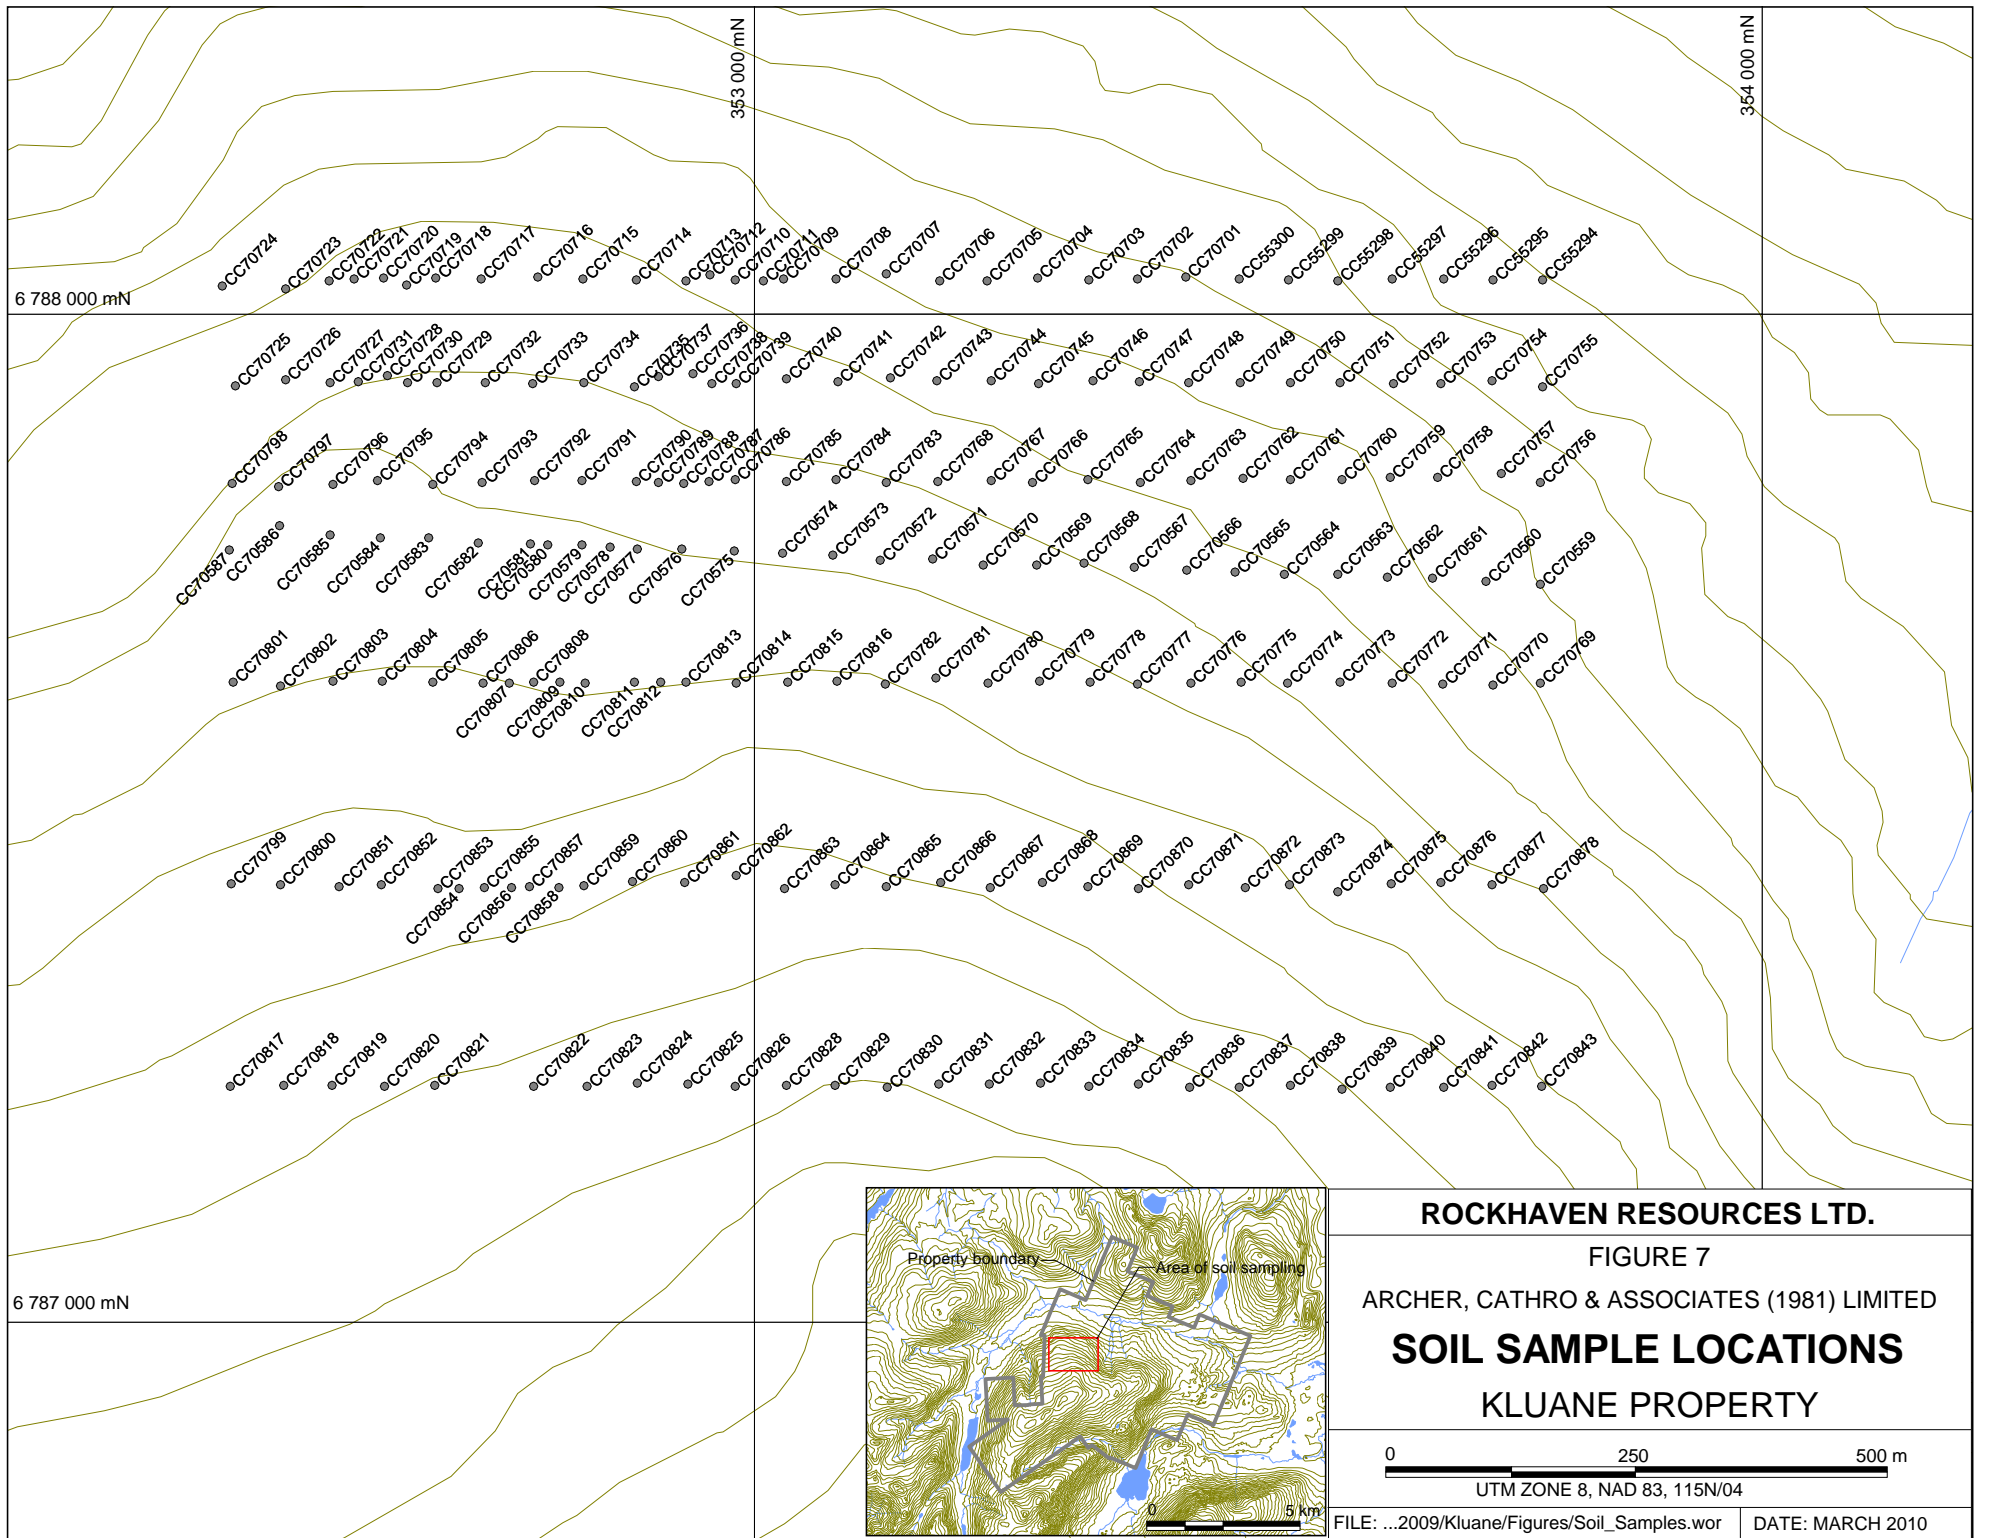 353 000 mN
354 000 mN
CC70724
CC70723
CC70722
CC70721
CC70720
CC70719
CC70718
CC70717
CC70716
CC70715
CC70714
CC70713
CC70712
CC70710
CC70711
CC70709
CC70708
CC70707
CC70706
CC70705
CC70704
CC70703
CC70702
CC70701
CC55300
CC55299
CC55298
CC55297
CC55296
CC55295
CC55294
6 788 000 mN
CC70725
CC70726
CC70727
CC70731
CC70728
CC70730
CC70729
CC70732
CC70733
CC70734
CC70735
CC70737
CC70736
CC70738
CC70739
CC70740
CC70741
CC70742
CC70743
CC70744
CC70745
CC70746
CC70747
CC70748
CC70749
CC70750
CC70751
CC70752
CC70753
CC70754
CC70755
CC70798
CC70797
CC70796
CC70795
CC70794
CC70793
CC70792
CC70791
CC70790
CC70789
CC70788
CC70787
CC70786
CC70785
CC70784
CC70783
CC70768
CC70767
CC70766
CC70765
CC70764
CC70763
CC70762
CC70761
CC70760
CC70759
CC70758
CC70757
CC70756
CC70587
CC70586
CC70585
CC70584
CC70583
CC70582
CC70581
CC70580
CC70579
CC70578
CC70577
CC70576
CC70575
CC70574
CC70573
CC70572
CC70571
CC70570
CC70569
CC70568
CC70567
CC70566
CC70565
CC70564
CC70563
CC70562
CC70561
CC70560
CC70559
CC70801
CC70802
CC70803
CC70804
CC70805
CC70806
CC70807
CC70808
CC70809
CC70810
CC70811
CC70812
CC70813
CC70814
CC70815
CC70816
CC70782
CC70781
CC70780
CC70779
CC70778
CC70777
CC70776
CC70775
CC70774
CC70773
CC70772
CC70771
CC70770
CC70769
CC70799
CC70800
CC70851
CC70852
CC70853
CC70854
CC70855
CC70856
CC70857
CC70858
CC70859
CC70860
CC70861
CC70862
CC70863
CC70864
CC70865
CC70866
CC70867
CC70868
CC70869
CC70870
CC70871
CC70872
CC70873
CC70874
CC70875
CC70876
CC70877
CC70878
CC70817
CC70818
CC70819
CC70820
CC70821
CC70822
CC70823
CC70824
CC70825
CC70826
CC70828
CC70829
CC70830
CC70831
CC70832
CC70833
CC70834
CC70835
CC70836
CC70837
CC70838
CC70839
CC70840
CC70841
CC70842
CC70843
6 787 000 mN
Property boundary
Area of soil sampling
0 5 km
ROCKHAVEN RESOURCES LTD.
FIGURE 7
ARCHER, CATHRO & ASSOCIATES (1981) LIMITED
SOIL SAMPLE LOCATIONS
KLUANE PROPERTY
0 250 500 m
UTM ZONE 8, NAD 83, 115N/04
FILE: ...2009/Kluane/Figures/Soil_Samples.wor
DATE: MARCH 2010